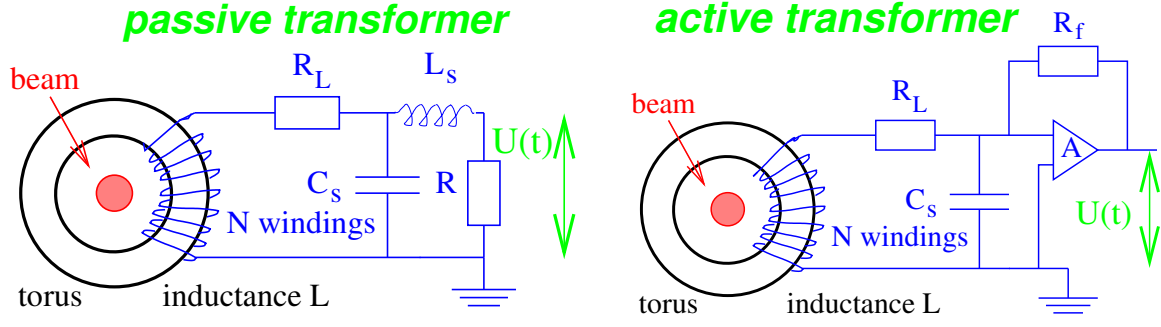 passive transformer
beam
R_L
L_s
U(t)
C_s
R
N windings
torus
inductance L
active transformer
R_f
beam
R_L
A
C_s
U(t)
N windings
torus
inductance L